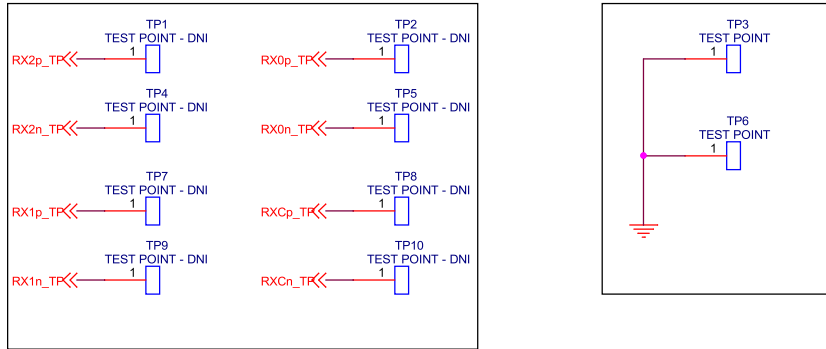 TP1
TEST POINT - DNI
RX2p_TP
1
TP2
TEST POINT - DNI
RX0p_TP
1
TP4
TEST POINT - DNI
RX2n_TP
1
TP5
TEST POINT - DNI
RX0n_TP
1
TP7
TEST POINT - DNI
RX1p_TP
1
TP8
TEST POINT - DNI
RXCp_TP
1
TP9
TEST POINT - DNI
RX1n_TP
1
TP10
TEST POINT - DNI
RXCn_TP
1
TP3
TEST POINT
1
TP6
TEST POINT
1